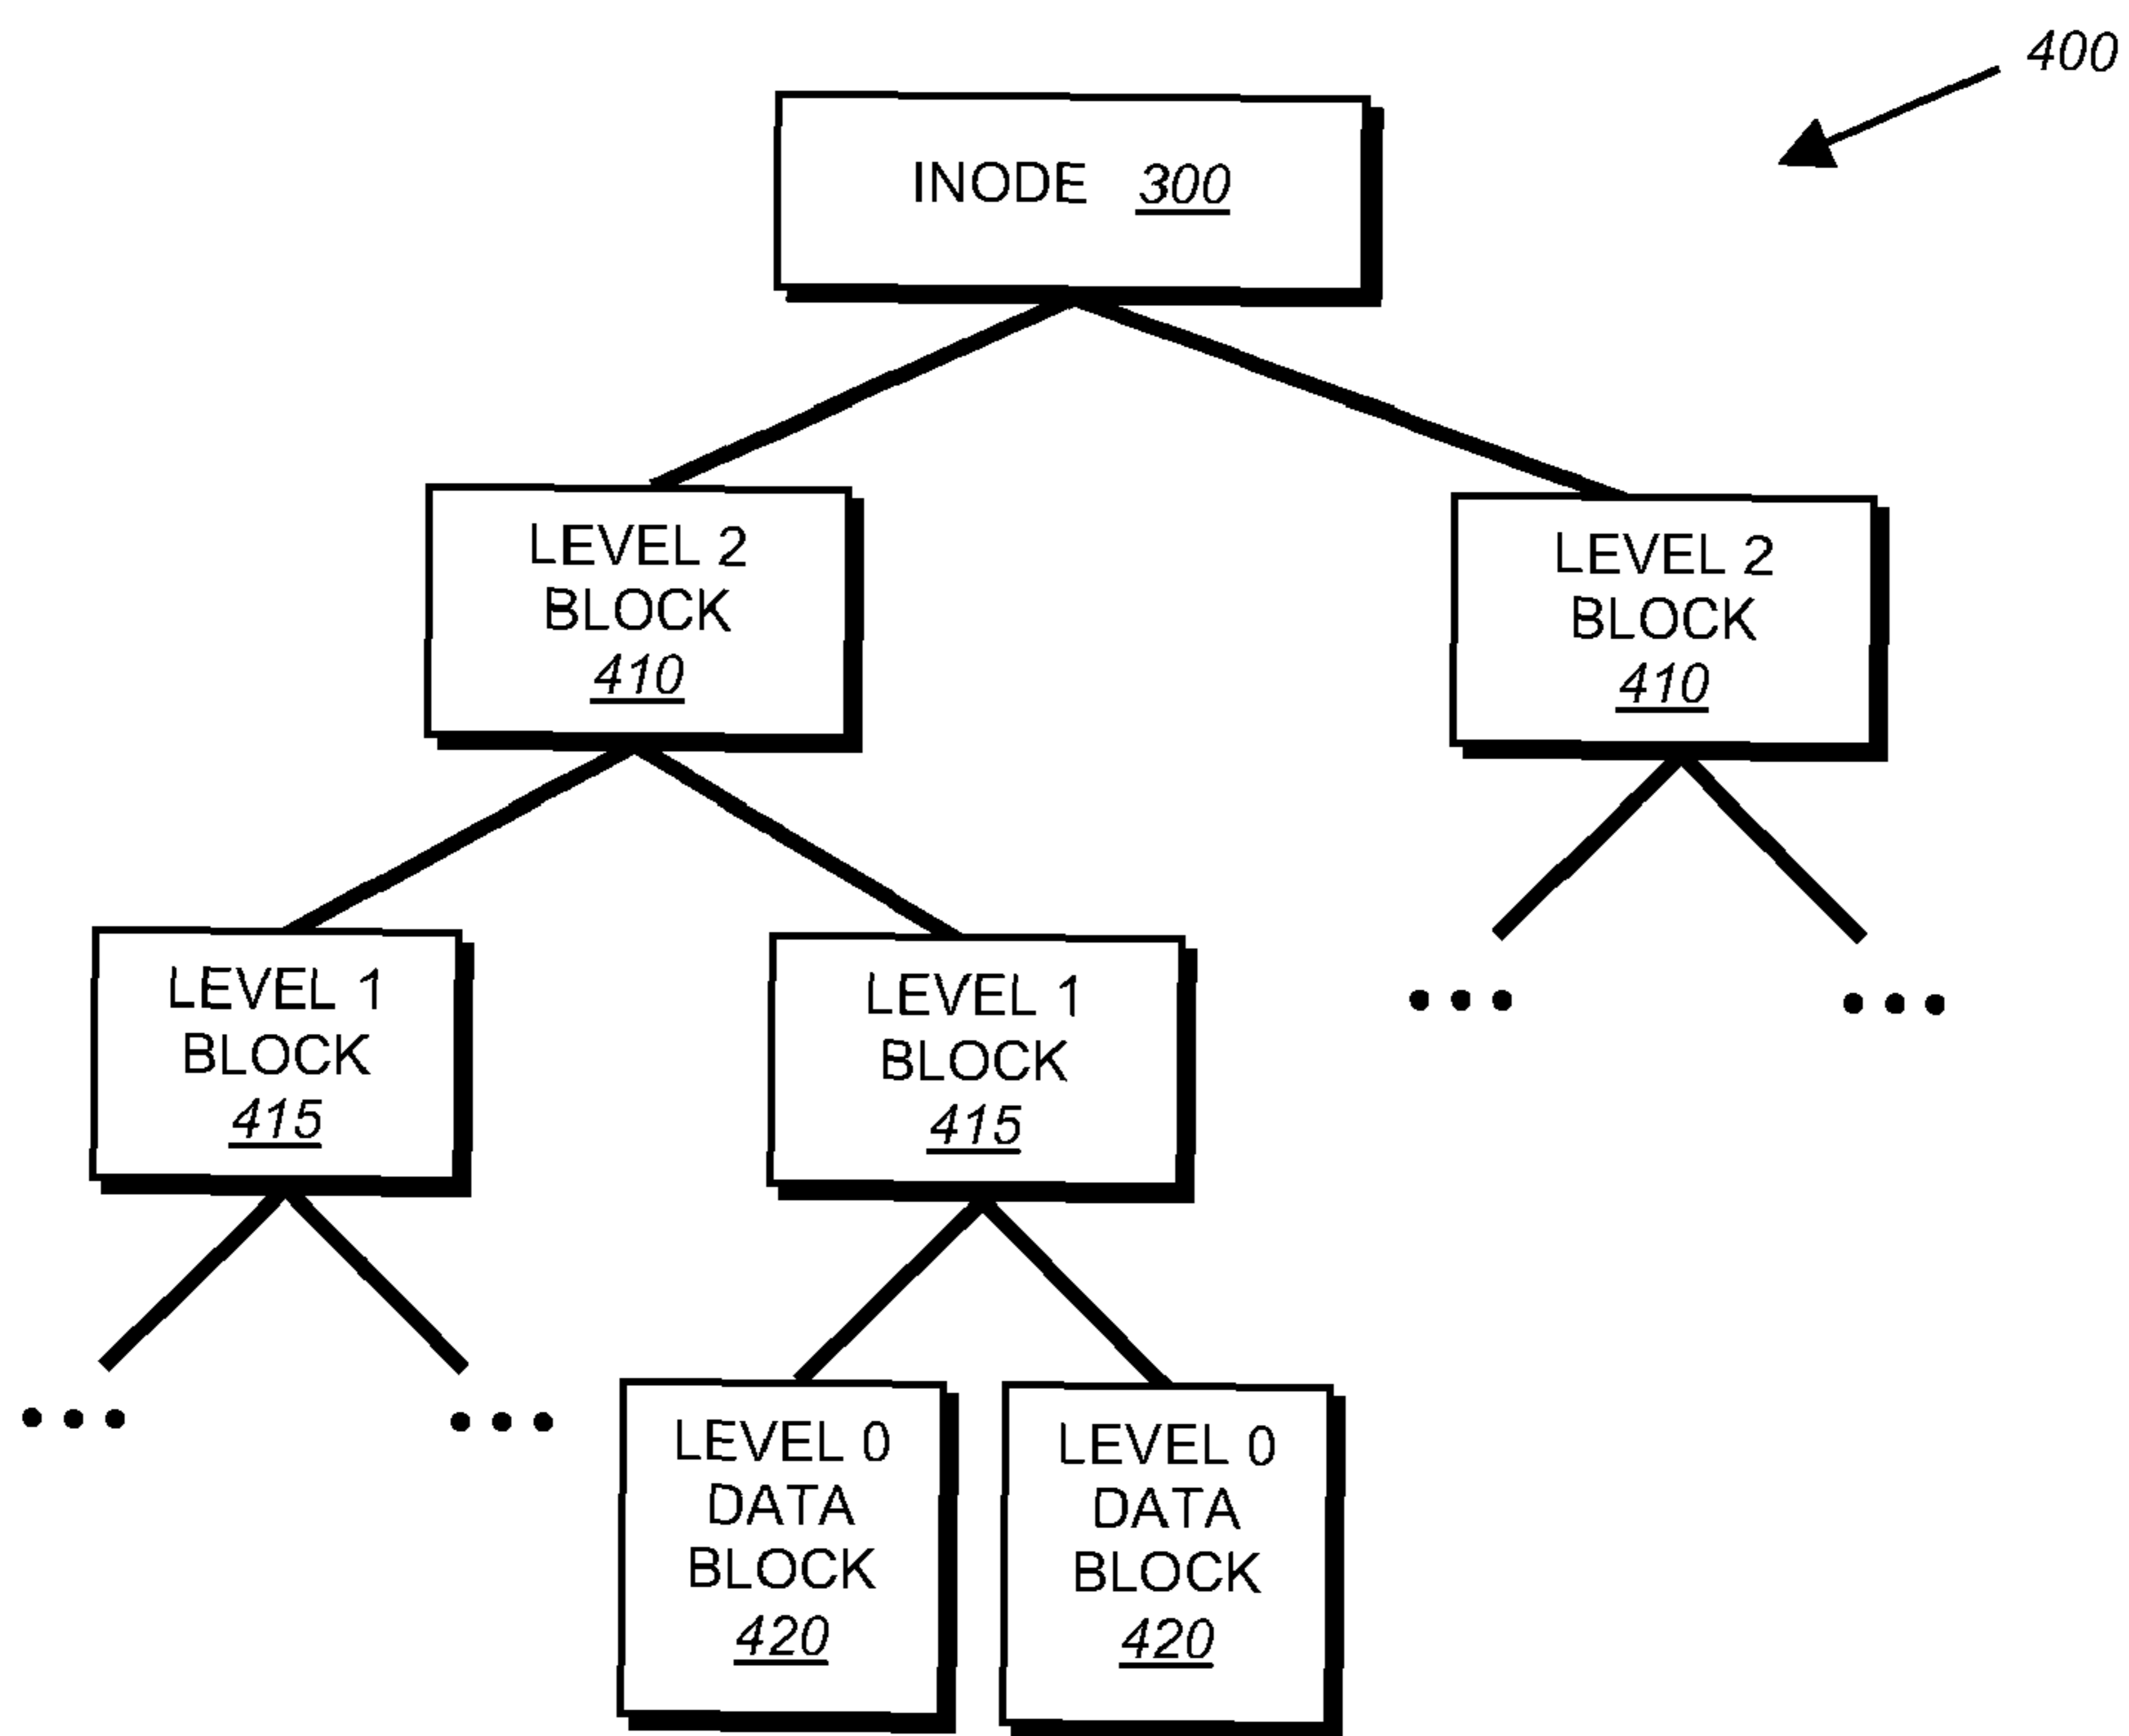 400
INODE 300
LEVEL 2
BLOCK
410
LEVEL 2
BLOCK
410
LEVEL 1
BLOCK
415
LEVEL 1
BLOCK
415
LEVEL 0
DATA
BLOCK
420
LEVEL 0
DATA
BLOCK
420